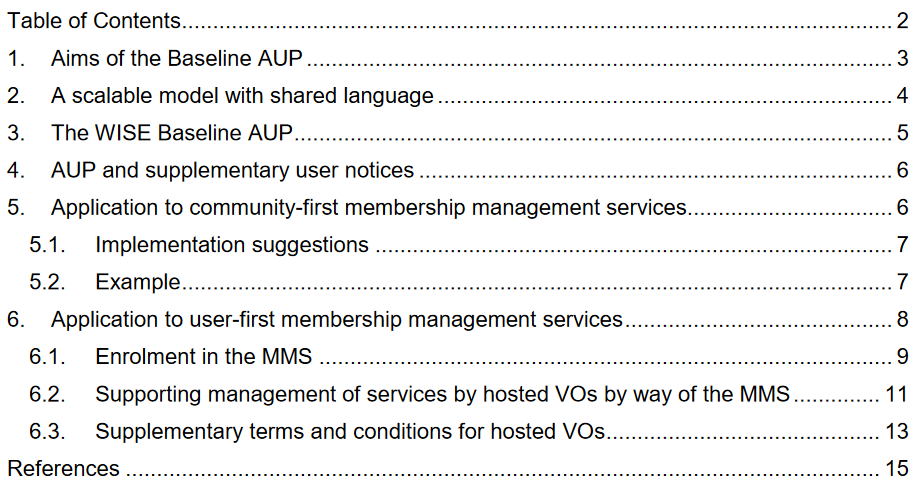 Table of Contents 2
1. Aims of the Baseline AUP 3
2. A scalable model with shared language 4
3. The WISE Baseline AUP 5
4. AUP and supplementary user notices 6
5. Application to community-first membership management services 6
5.1. Implementation suggestions 7
5.2. Example 7
6. Application to user-first membership management services 8
6.1. Enrolment in the MMS 9
6.2. Supporting management of services by hosted VOs by way of the MMS 11
6.3. Supplementary terms and conditions for hosted VOs 13
References 15